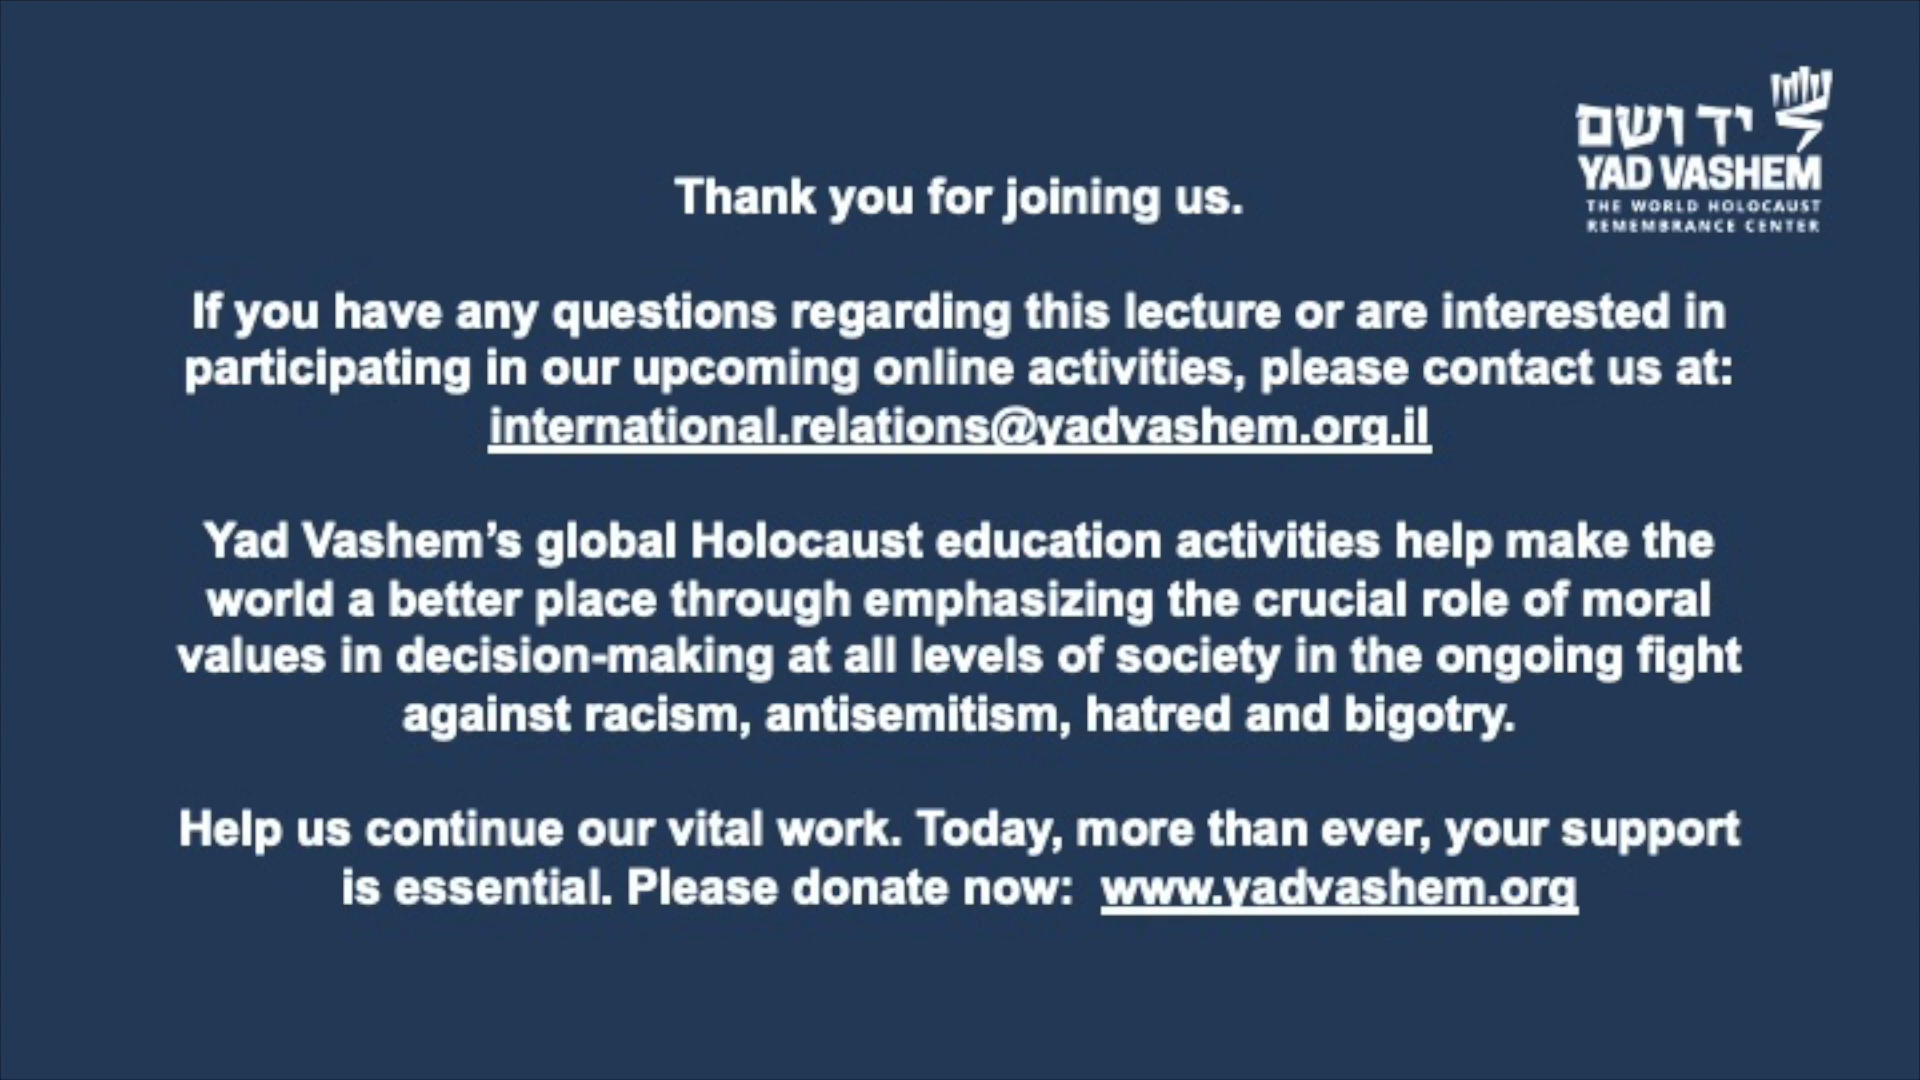 יד ושם
YAD VASHEM
THE WORLD HOLOCAUST
REMEMBRANCE CENTER
Thank you for joining us.
If you have any questions regarding this lecture or are interested in
participating in our upcoming online activities, please contact us at:
international.relations@yadvashem.org.il
Yad Vashem’s global Holocaust education activities help make the
world a better place through emphasizing the crucial role of moral
values in decision-making at all levels of society in the ongoing fight
against racism, antisemitism, hatred and bigotry.
Help us continue our vital work. Today, more than ever, your support
is essential. Please donate now:  www.yadvashem.org